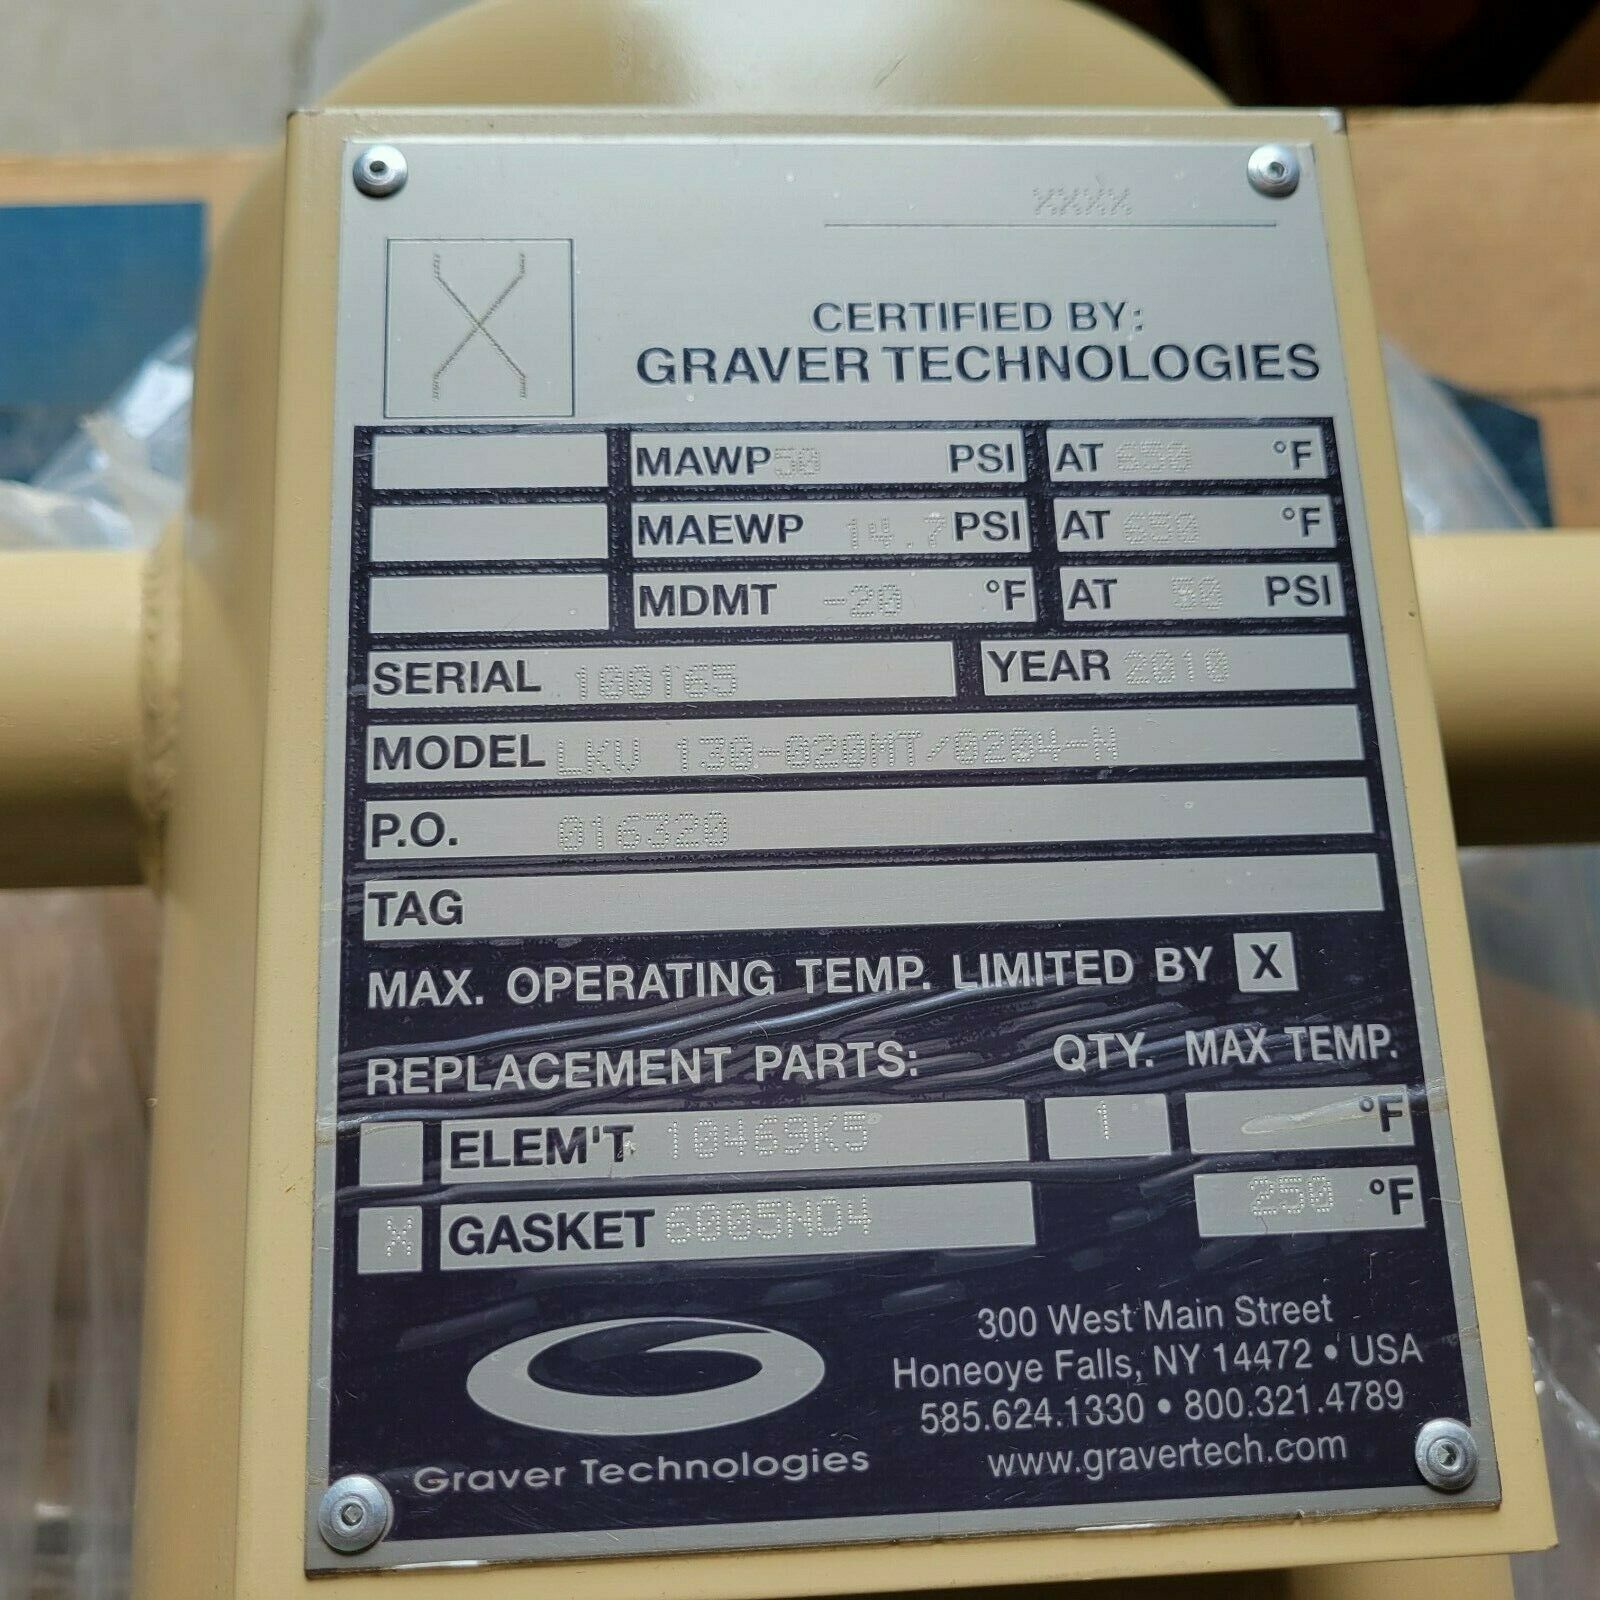 XXXX
X
CERTIFIED BY:
GRAVER TECHNOLOGIES
MAWP 50 PSI AT 650 °F
MAEWP 14.7 PSI AT 650 °F
MDMT -20 °F AT 50 PSI
SERIAL 100165 YEAR 2010
MODEL LKV 130-020MT/0204-N
P.O. 016320
TAG
MAX. OPERATING TEMP. LIMITED BY X
REPLACEMENT PARTS: QTY. MAX TEMP.
ELEM'T 10469K5 1 °F
X GASKET 6005N04 250 °F
300 West Main Street
Honeoye Falls, NY 14472 • USA
585.624.1330 • 800.321.4789
www.gravertech.com
Graver Technologies